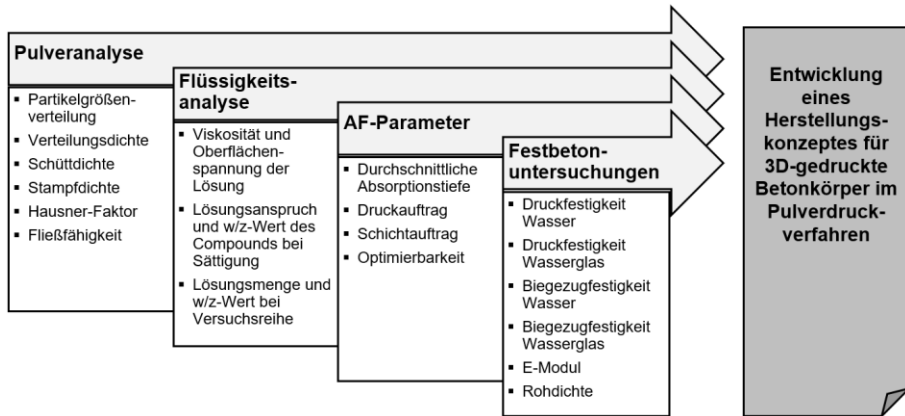 Pulveranalyse
▪ Partikelgrößen-
verteilung
▪ Verteilungsdichte
▪ Schüttdichte
▪ Stampfdichte
▪ Hausner-Faktor
▪ Fließfähigkeit
Flüssigkeits-
analyse
▪ Viskosität und
Oberflächen-
spannung der
Lösung
▪ Lösungsanspruch
und w/z-Wert des
Compounds bei
Sättigung
▪ Lösungsmenge und
w/z-Wert bei
Versuchsreihe
AF-Parameter
▪ Durchschnittliche
Absorptionstiefe
▪ Druckauftrag
▪ Schichtauftrag
▪ Optimierbarkeit
Festbeton-
untersuchungen
▪ Druckfestigkeit
Wasser
▪ Druckfestigkeit
Wasserglas
▪ Biegezugfestigkeit
Wasser
▪ Biegezugfestigkeit
Wasserglas
▪ E-Modul
▪ Rohdichte
Entwicklung
eines
Herstellungs-
konzeptes für
3D-gedruckte
Betonkörper im
Pulverdruck-
verfahren